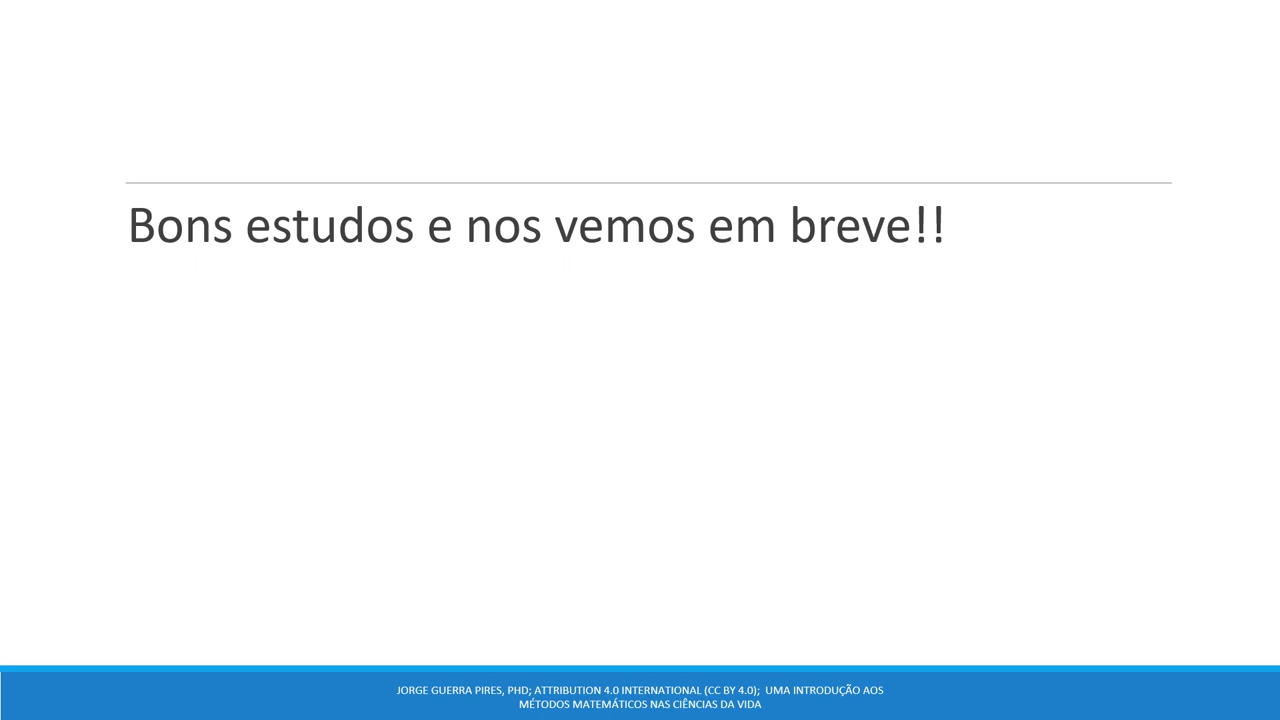 Bons estudos e nos vemos em breve!!
JORGE GUERRA PIRES, PHD; ATTRIBUTION 4.0 INTERNATIONAL (CC BY 4.0); UMA INTRODUÇÃO AOS
MÉTODOS MATEMÁTICOS NAS CIÊNCIAS DA VIDA